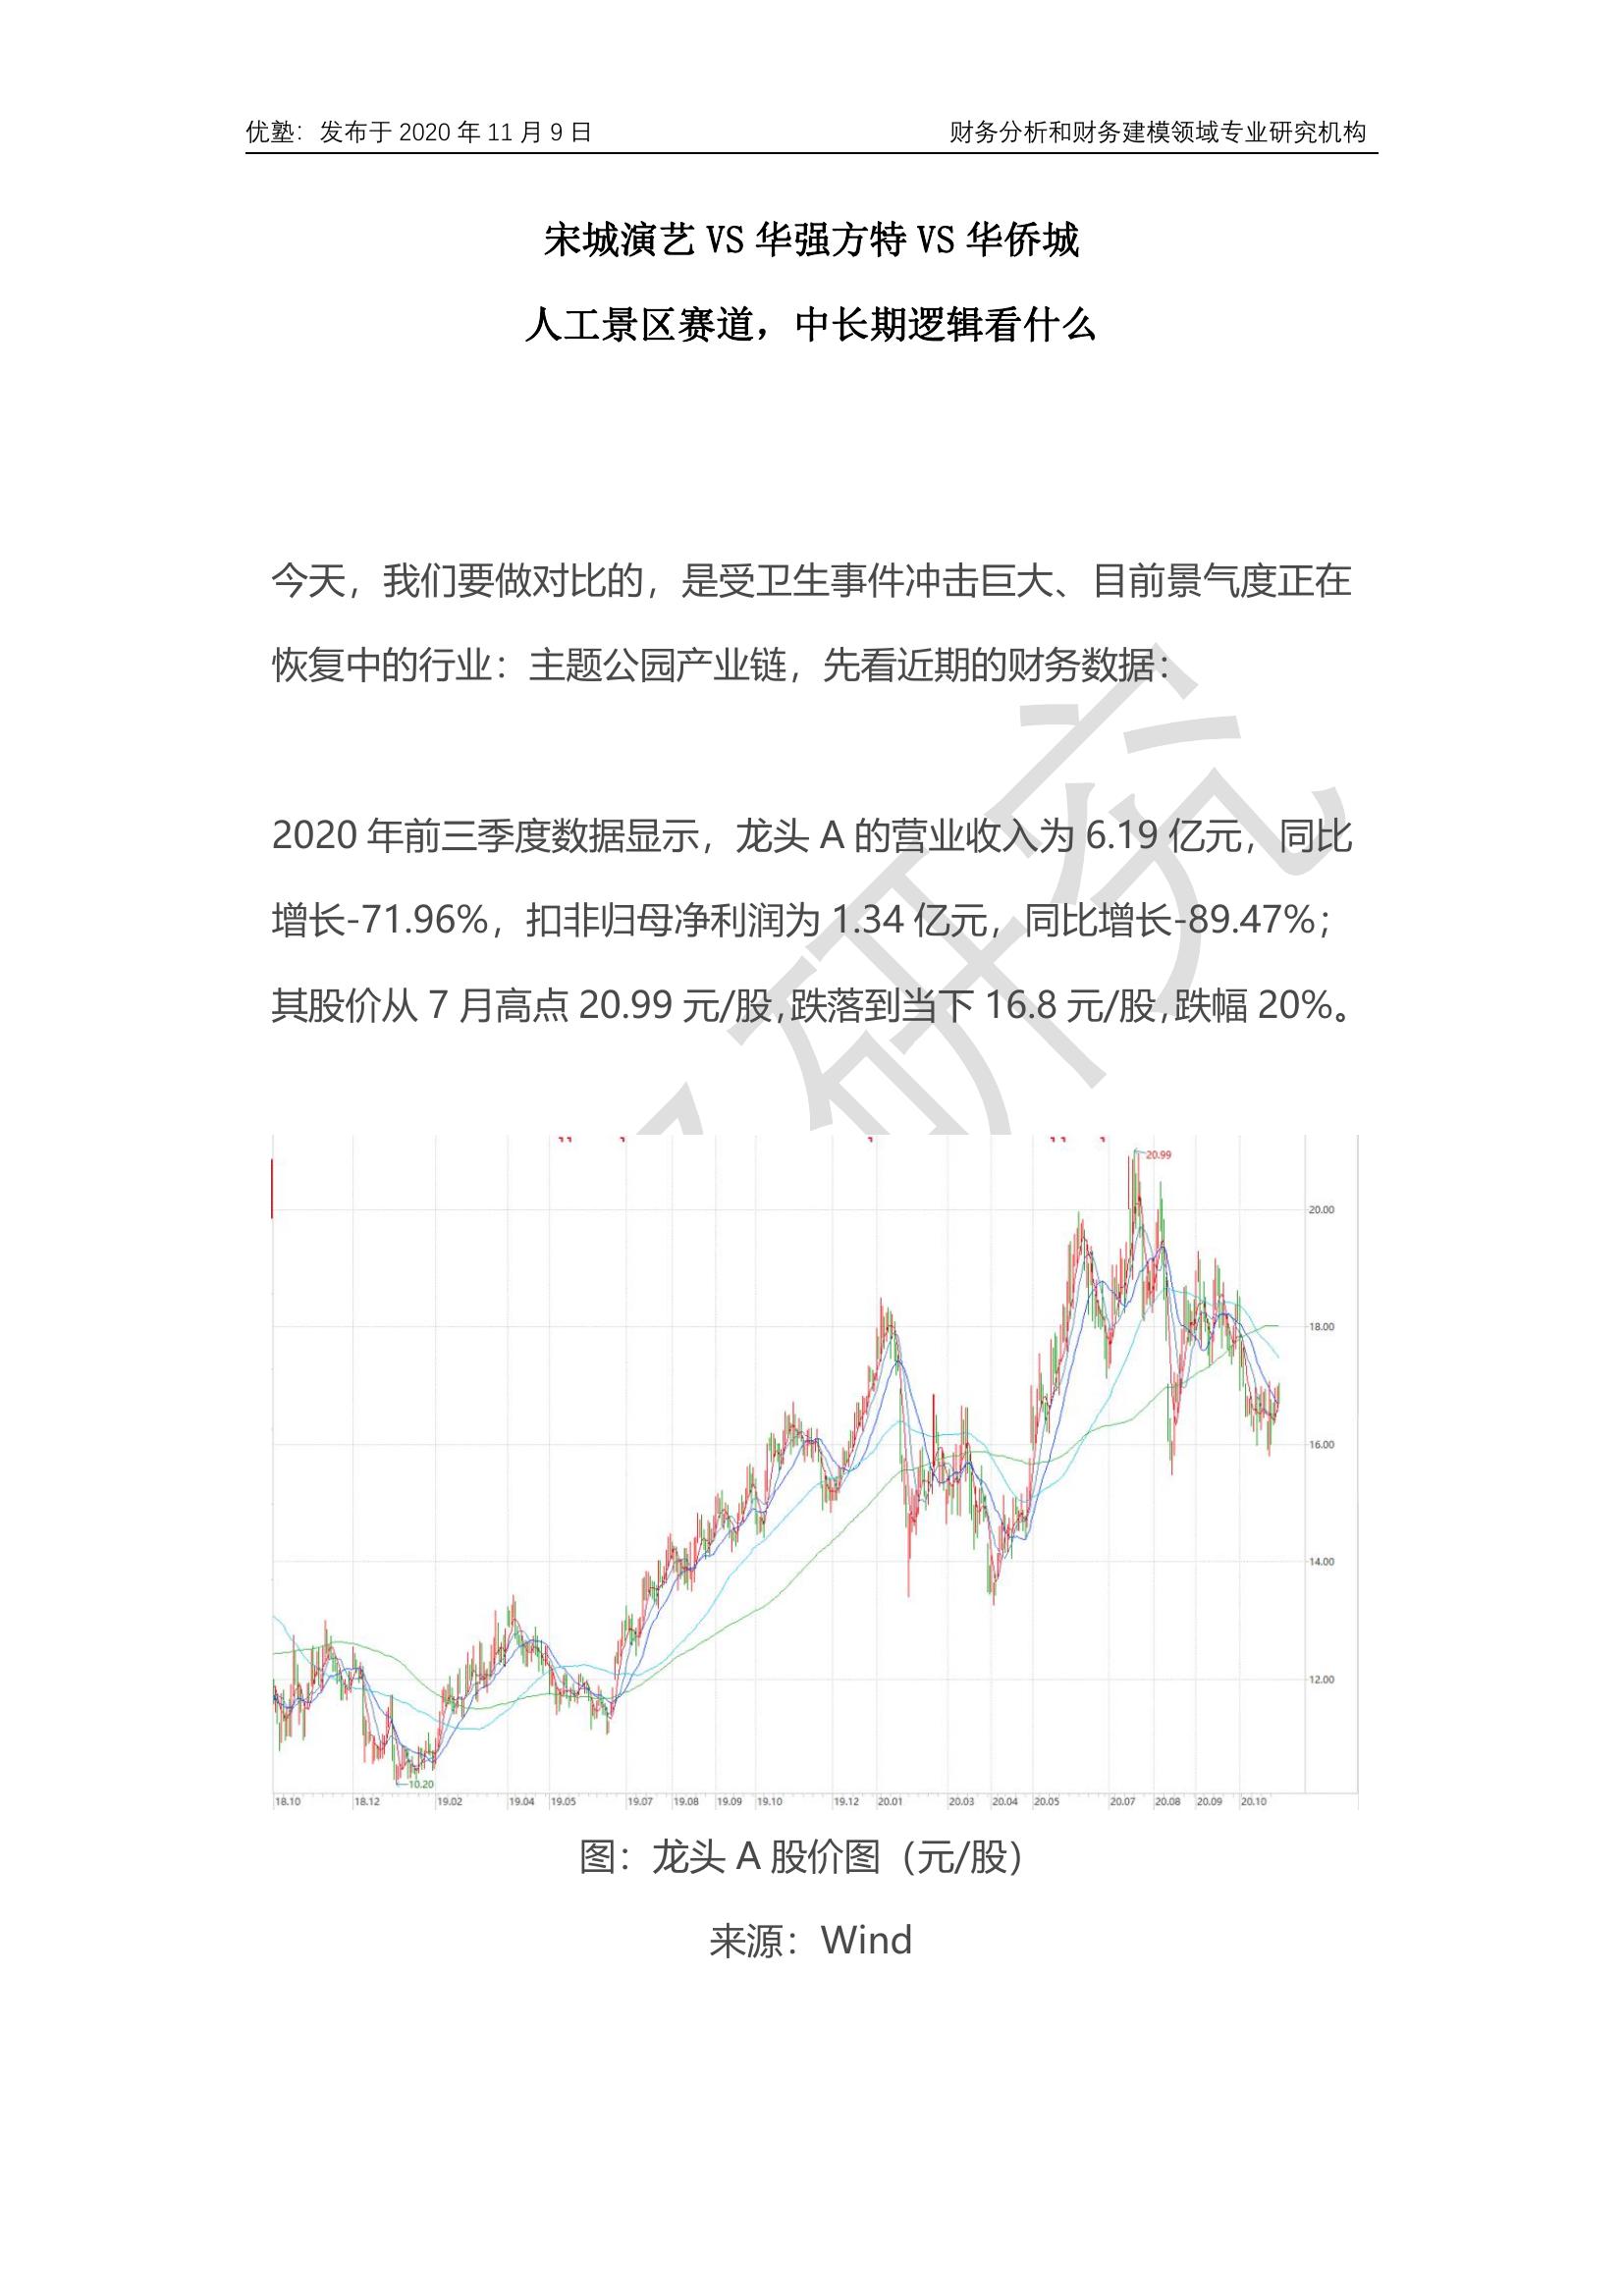 优塾：发布于 2020 年 11 月 9 日 财务分析和财务建模领域专业研究机构
宋城演艺 VS 华强方特 VS 华侨城
人工景区赛道，中长期逻辑看什么
今天，我们要做对比的，是受卫生事件冲击巨大、目前景气度正在
恢复中的行业：主题公园产业链，先看近期的财务数据：
2020 年前三季度数据显示，龙头 A 的营业收入为 6.19 亿元，同比
增长-71.96%，扣非归母净利润为 1.34 亿元，同比增长-89.47%；
其股价从 7 月高点 20.99 元/股，跌落到当下 16.8 元/股，跌幅 20%。
研究
20.99
20.00
18.00
16.00
14.00
12.00
10.20
18.10 18.12 19.02 19.04 19.05 19.07 19.08 19.09 19.10 19.12 20.01 20.03 20.04 20.05 20.07 20.08 20.09 20.10
图：龙头 A 股价图（元/股）
来源：Wind